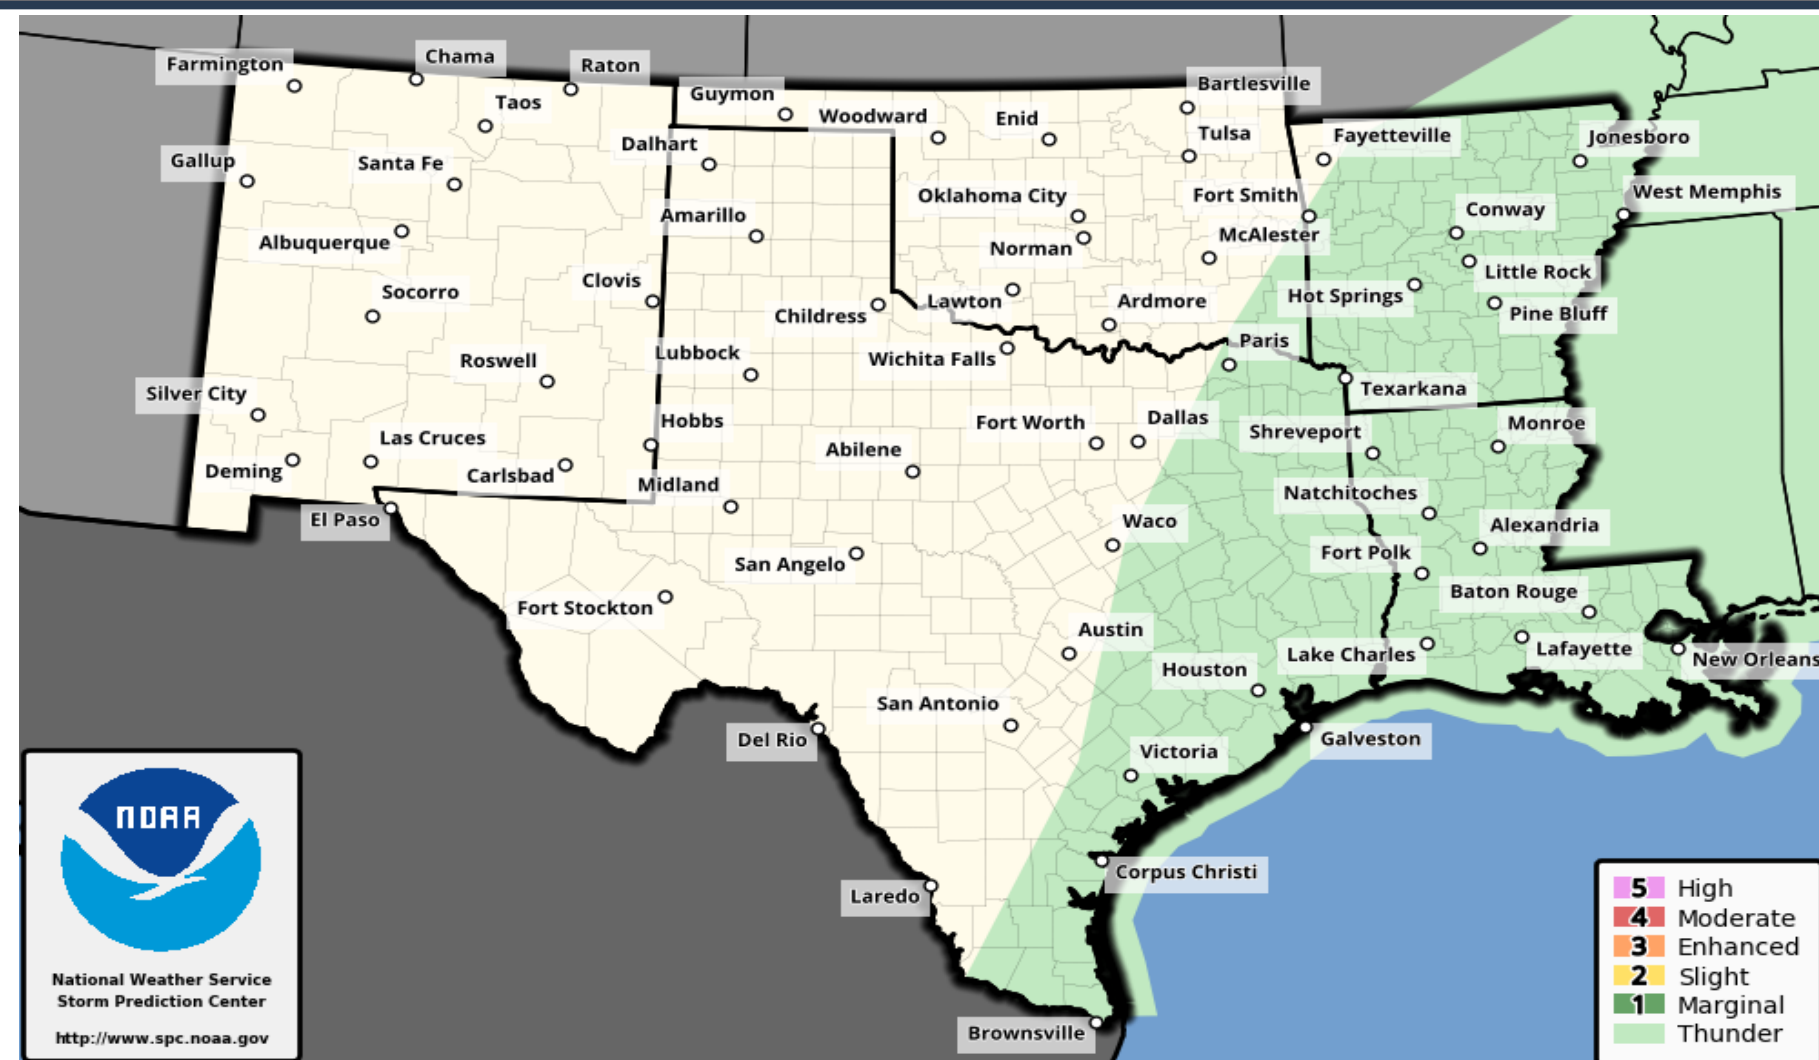 Farmington
Chama
Raton
Guymon
Bartlesville
Taos
Woodward
Enid
Tulsa
Fayetteville
Jonesboro
Dalhart
Gallup
Santa Fe
West Memphis
Oklahoma City
Fort Smith
Conway
Amarillo
Albuquerque
Norman
McAlester
Socorro
Clovis
Little Rock
Childress
Lawton
Ardmore
Hot Springs
Pine Bluff
Roswell
Lubbock
Wichita Falls
Paris
Silver City
Texarkana
Hobbs
Fort Worth
Dallas
Shreveport
Monroe
Las Cruces
Abilene
Deming
Carlsbad
Midland
Natchitoches
El Paso
Waco
Alexandria
San Angelo
Fort Polk
Fort Stockton
Baton Rouge
Austin
Houston
Lake Charles
Lafayette
New Orleans
San Antonio
Del Rio
Victoria
Galveston
Corpus Christi
Laredo
Brownsville
NOAA
National Weather Service
Storm Prediction Center
http://www.spc.noaa.gov
5 High
4 Moderate
3 Enhanced
2 Slight
1 Marginal
Thunder